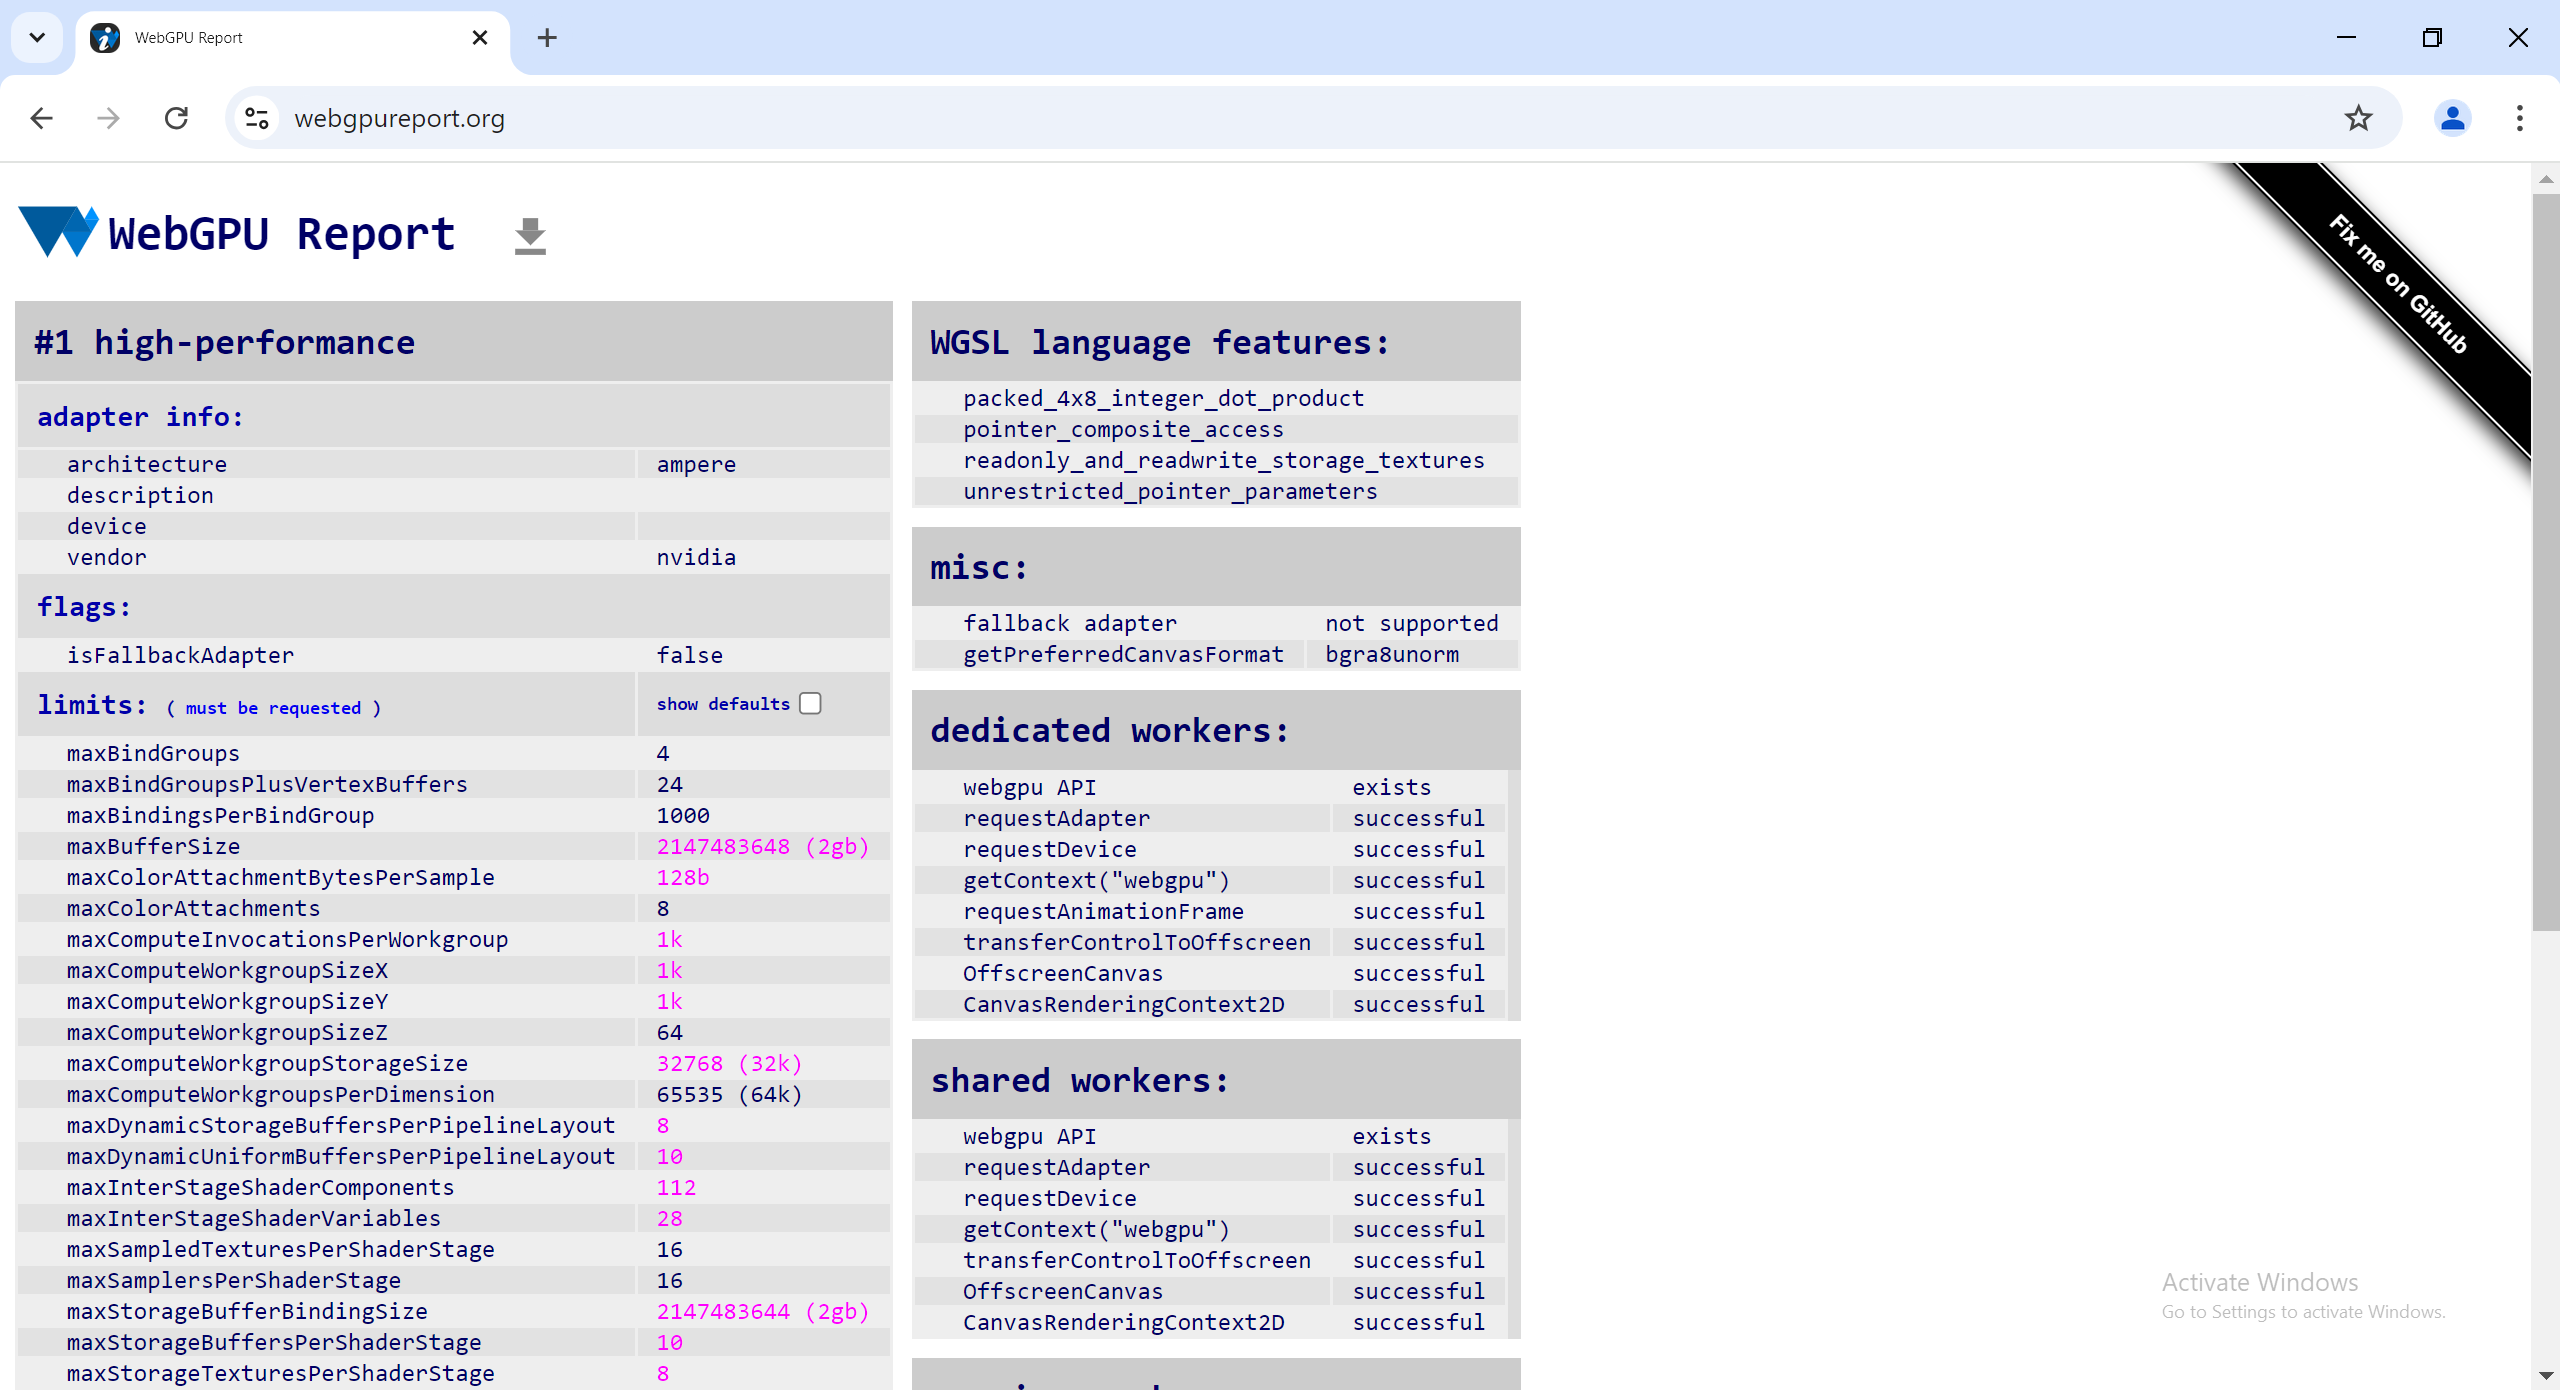 WebGPU Report
webgpureport.org
WebGPU Report
Fix me on GitHub
#1 high-performance
adapter info:
architecture ampere
description
device
vendor nvidia
flags:
isFallbackAdapter false
limits: ( must be requested ) show defaults
maxBindGroups 4
maxBindGroupsPlusVertexBuffers 24
maxBindingsPerBindGroup 1000
maxBufferSize 2147483648 (2gb)
maxColorAttachmentBytesPerSample 128b
maxColorAttachments 8
maxComputeInvocationsPerWorkgroup 1k
maxComputeWorkgroupSizeX 1k
maxComputeWorkgroupSizeY 1k
maxComputeWorkgroupSizeZ 64
maxComputeWorkgroupStorageSize 32768 (32k)
maxComputeWorkgroupsPerDimension 65535 (64k)
maxDynamicStorageBuffersPerPipelineLayout 8
maxDynamicUniformBuffersPerPipelineLayout 10
maxInterStageShaderComponents 112
maxInterStageShaderVariables 28
maxSampledTexturesPerShaderStage 16
maxSamplersPerShaderStage 16
maxStorageBufferBindingSize 2147483644 (2gb)
maxStorageBuffersPerShaderStage 10
maxStorageTexturesPerShaderStage 8
WGSL language features:
packed_4x8_integer_dot_product
pointer_composite_access
readonly_and_readwrite_storage_textures
unrestricted_pointer_parameters
misc:
fallback adapter not supported
getPreferredCanvasFormat bgra8unorm
dedicated workers:
webgpu API exists
requestAdapter successful
requestDevice successful
getContext("webgpu") successful
requestAnimationFrame successful
transferControlToOffscreen successful
OffscreenCanvas successful
CanvasRenderingContext2D successful
shared workers:
webgpu API exists
requestAdapter successful
requestDevice successful
getContext("webgpu") successful
transferControlToOffscreen successful
OffscreenCanvas successful
CanvasRenderingContext2D successful
Activate Windows
Go to Settings to activate Windows.